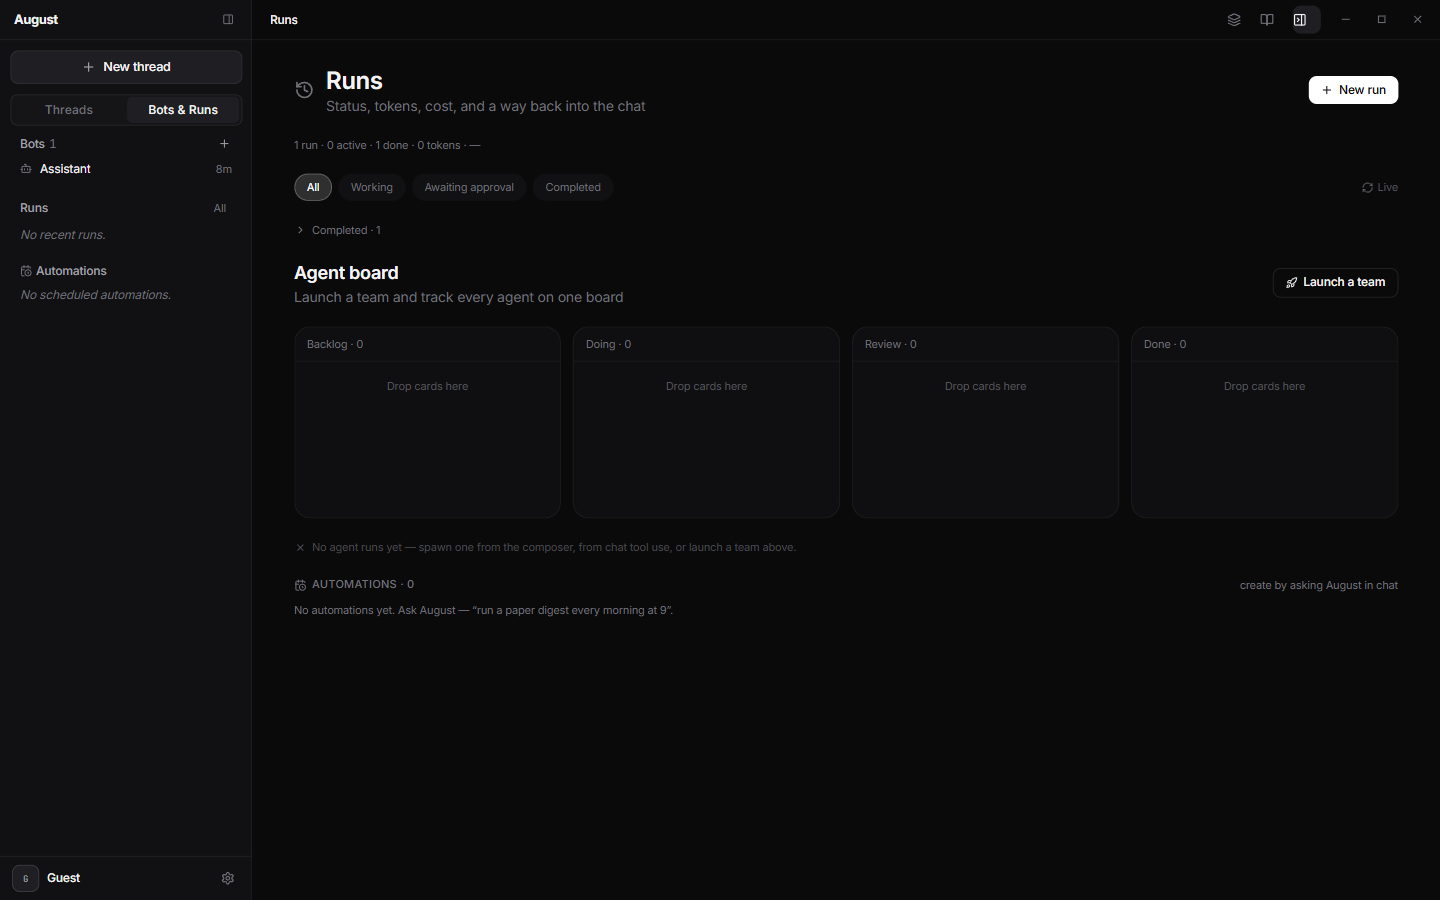 August
Runs
New thread
Threads
Bots & Runs
Bots 1
Assistant
8m
Runs
All
No recent runs.
Automations
No scheduled automations.
Runs
Status, tokens, cost, and a way back into the chat
New run
1 run · 0 active · 1 done · 0 tokens · —
All
Working
Awaiting approval
Completed
Live
Completed · 1
Agent board
Launch a team and track every agent on one board
Launch a team
Backlog · 0
Doing · 0
Review · 0
Done · 0
Drop cards here
Drop cards here
Drop cards here
Drop cards here
No agent runs yet — spawn one from the composer, from chat tool use, or launch a team above.
AUTOMATIONS · 0
create by asking August in chat
No automations yet. Ask August — “run a paper digest every morning at 9”.
G
Guest